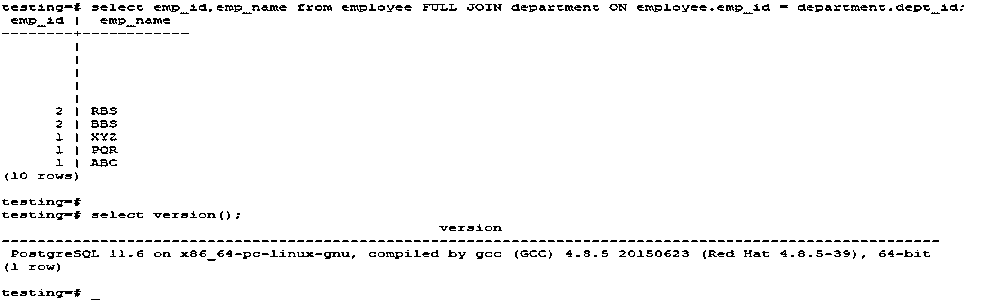 testing=# select emp_id,emp_name from employee FULL JOIN department ON employee.emp_id = department.dept_id;
 emp_id | emp_name
--------+------------
        |
        |
        |
        |
        |
      2 | RBS
      2 | BBS
      1 | XYZ
      1 | PQR
      1 | ABC
(10 rows)
testing=#
testing=# select version();
version
---------------------------------------------------------------------------------------------------------
 PostgreSQL 11.6 on x86_64-pc-linux-gnu, compiled by gcc (GCC) 4.8.5 20150623 (Red Hat 4.8.5-39), 64-bit
(1 row)
testing=# _